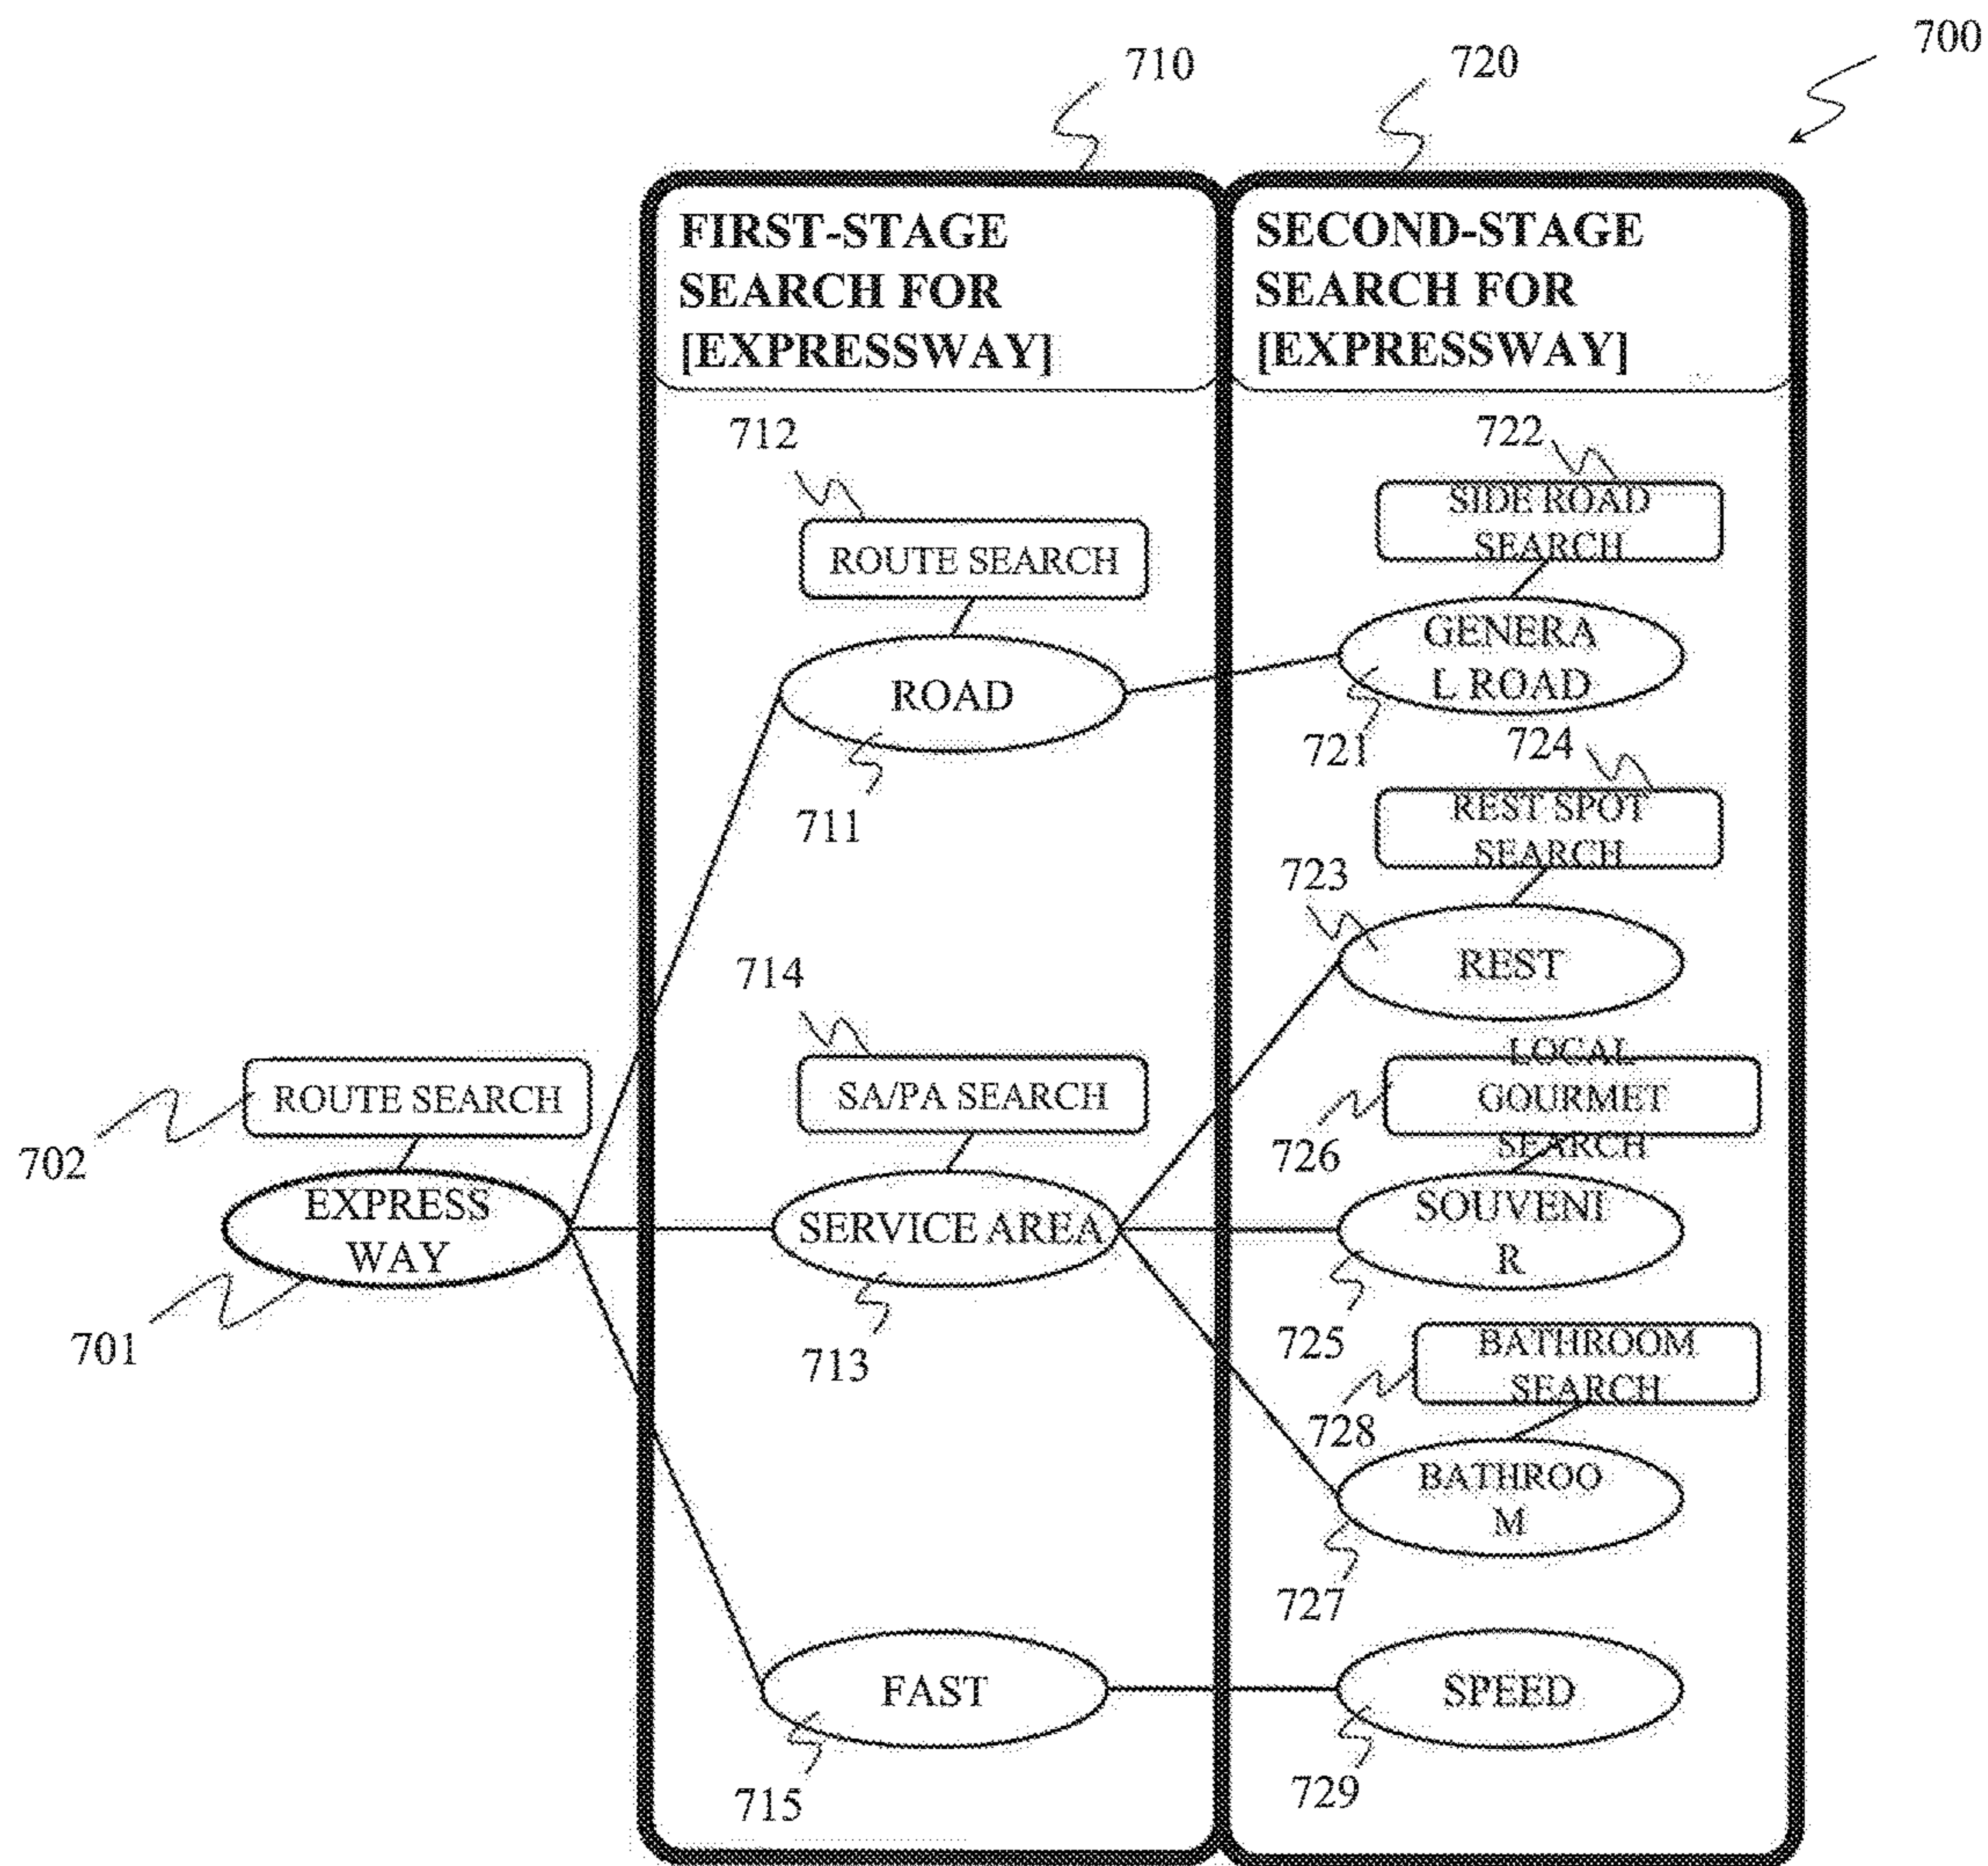 700
710
720
FIRST-STAGE
SEARCH FOR
[EXPRESSWAY]
SECOND-STAGE
SEARCH FOR
[EXPRESSWAY]
712
ROUTE SEARCH
ROAD
711
722
SIDE ROAD
SEARCH
GENERA
L ROAD
721
724
REST SPOT
SEARCH
723
REST
714
SA/PA SEARCH
SERVICE AREA
713
702
ROUTE SEARCH
EXPRESS
WAY
701
LOCAL
GOURMET
SEARCH
726
SOUVENI
R
725
BATHROOM
SEARCH
728
BATHROO
M
727
FAST
715
SPEED
729